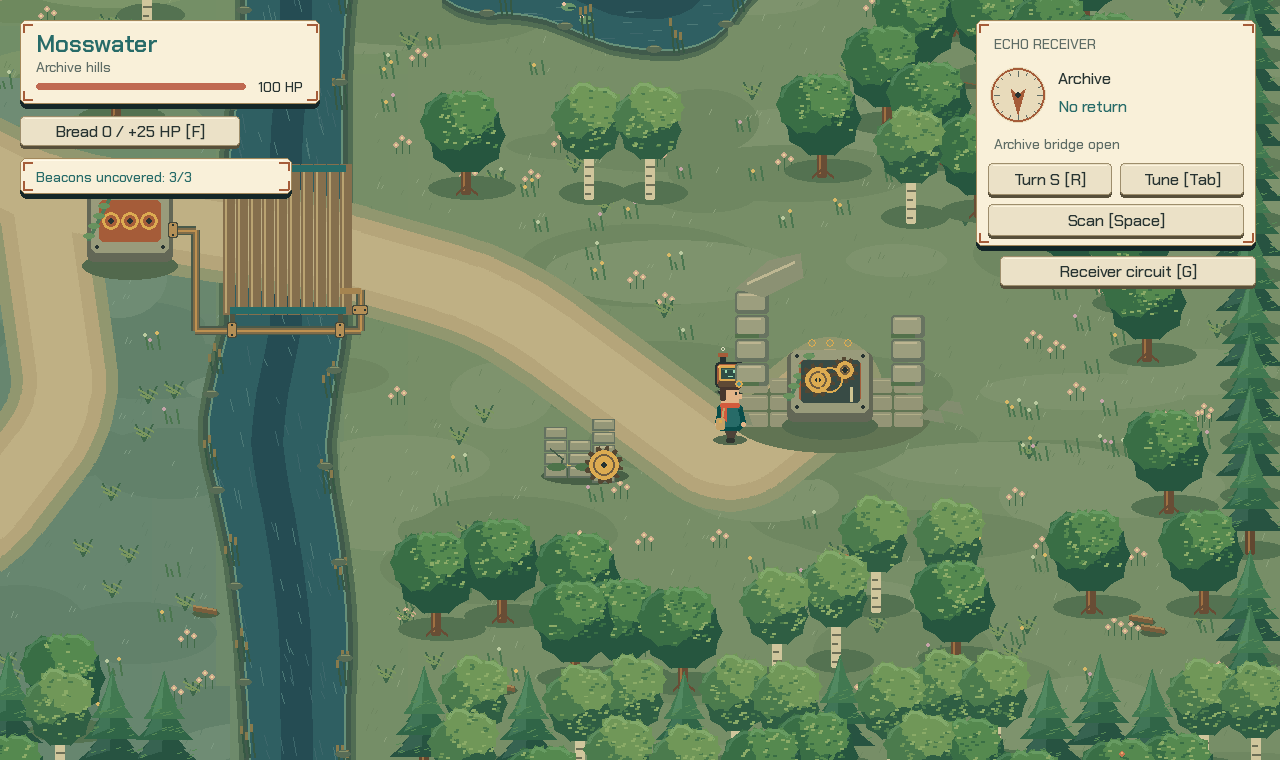 Mosswater
Archive hills
100 HP
Bread 0 / +25 HP [F]
Beacons uncovered: 3/3
ECHO RECEIVER
Archive
No return
Archive bridge open
Turn S [R]
Tune [Tab]
Scan [Space]
Receiver circuit [G]